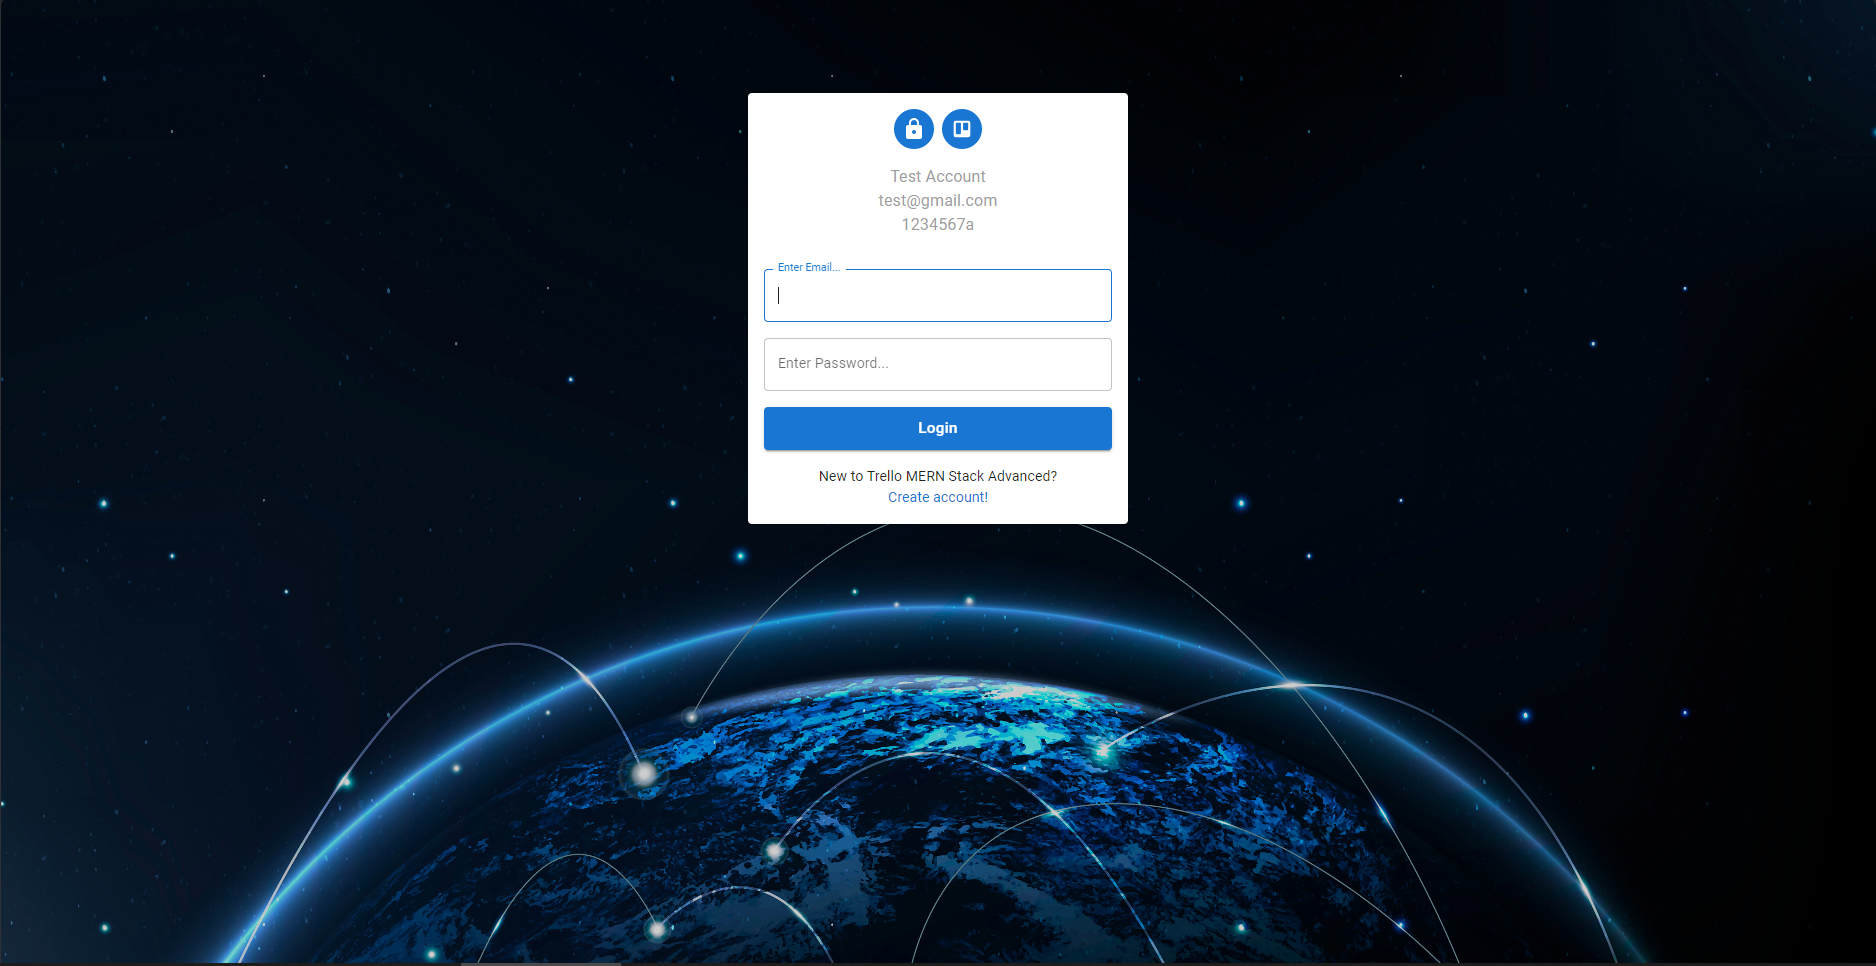 Test Account
test@gmail.com
1234567a
Enter Email...
Enter Password...
Login
New to Trello MERN Stack Advanced?
Create account!